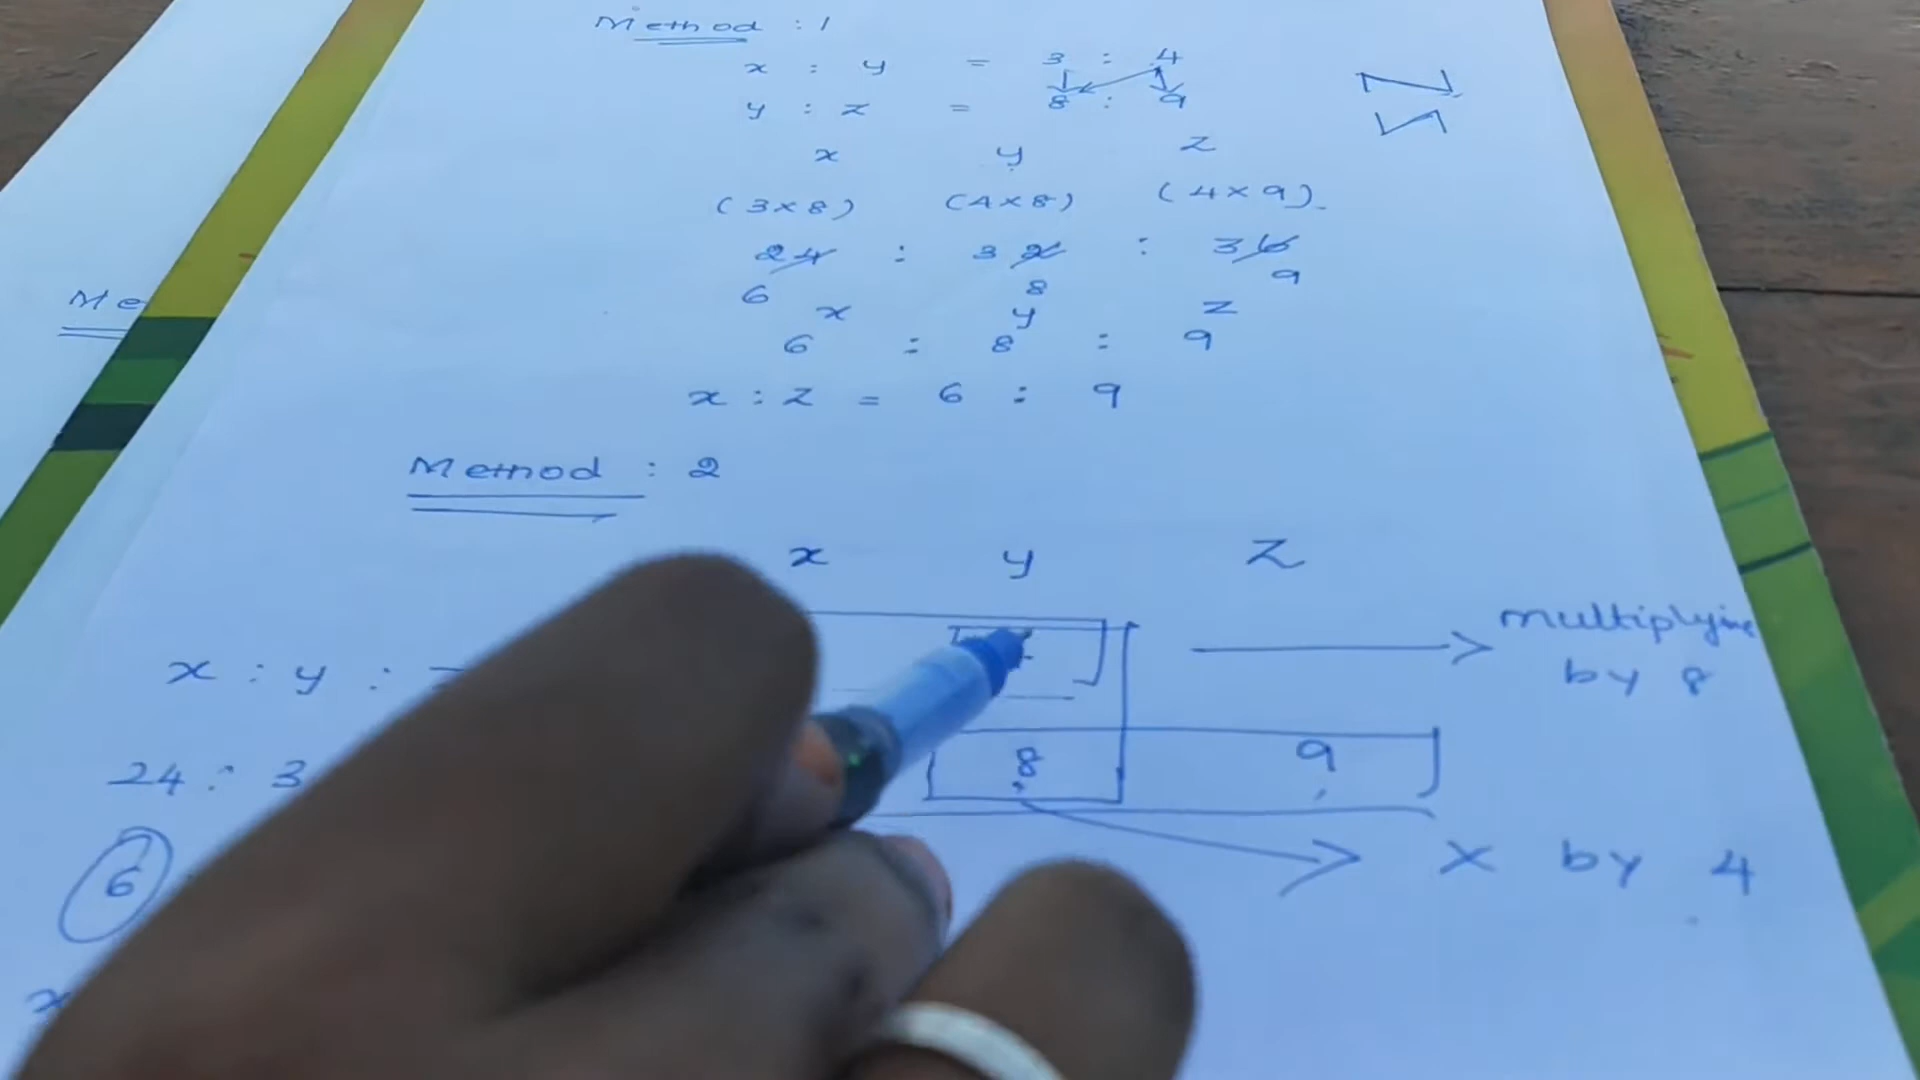 Method : 1
x : y = 3 : 4
y : z = 8 : 9
x y z
(3×8) (4×8) (4×9)
24 : 32 : 36
6 8 9
x y z
6 : 8 : 9
x : z = 6 : 9
Me
Method : 2
x y z
multiplying
by 8
x : y :
24 : 3
8 9
6
X by 4
x